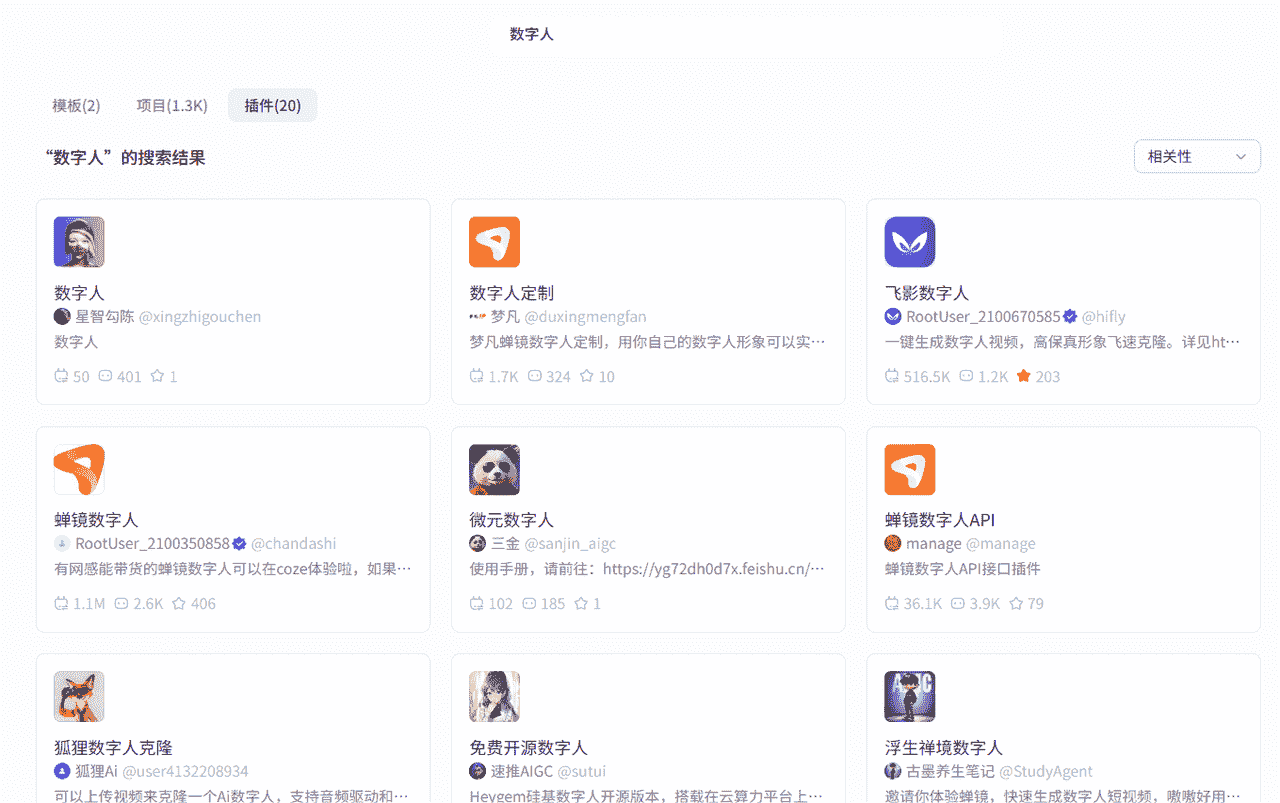 数字人
模板(2) 项目(1.3K) 插件(20)
“数字人”的搜索结果
相关性
数字人
星智勾陈 @xingzhigouchen
数字人
50 401 1
数字人定制
梦凡 @duxingmengfan
梦凡蝉镜数字人定制，用你自己的数字人形象可以实…
1.7K 324 10
飞影数字人
RootUser_2100670585 @hifly
一键生成数字人视频，高保真形象飞速克隆。详见ht…
516.5K 1.2K 203
蝉镜数字人
RootUser_2100350858 @chandashi
有网感能带货的蝉镜数字人可以在coze体验啦，如果…
1.1M 2.6K 406
微元数字人
三金 @sanjin_aigc
使用手册，请前往：https://yg72dh0d7x.feishu.cn/…
102 185 1
蝉镜数字人API
manage @manage
蝉镜数字人API接口插件
36.1K 3.9K 79
狐狸数字人克隆
狐狸Ai @user4132208934
可以上传视频来克隆一个Ai数字人，支持音频驱动和…
免费开源数字人
速推AIGC @sutui
Heygem硅基数字人开源版本，搭载在云算力平台上…
浮生禅境数字人
古墨养生笔记 @StudyAgent
邀请你体验蝉镜，快速生成数字人短视频，嗷嗷好用…